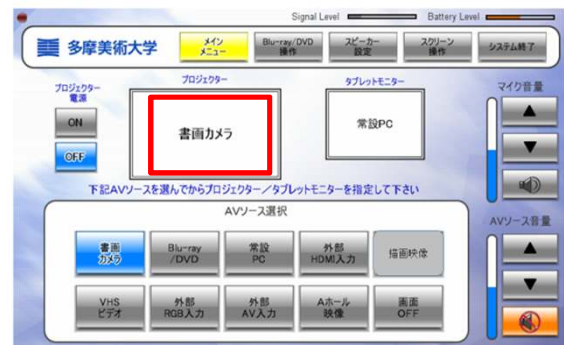 Signal Level
Battery Level
多摩美術大学
メイン
メニュー
Blu-ray/DVD
操作
スピーカー
設定
スクリーン
操作
システム終了
プロジェクター
電源
ON
OFF
プロジェクター
書画カメラ
タブレットモニター
常設PC
マイク音量
下記AVソースを選んでからプロジェクター／タブレットモニターを指定して下さい
AVソース選択
書画
カメラ
Blu-ray
/DVD
常設
PC
外部
HDMI入力
描画映像
VHS
ビデオ
外部
RGB入力
外部
AV入力
Aホール
映像
画面
OFF
AVソース音量